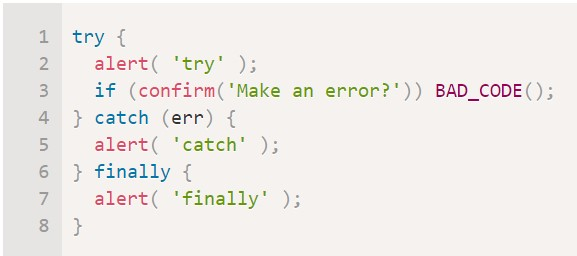 1 try {
2   alert( 'try' );
3   if (confirm('Make an error?')) BAD_CODE();
4 } catch (err) {
5   alert( 'catch' );
6 } finally {
7   alert( 'finally' );
8 }